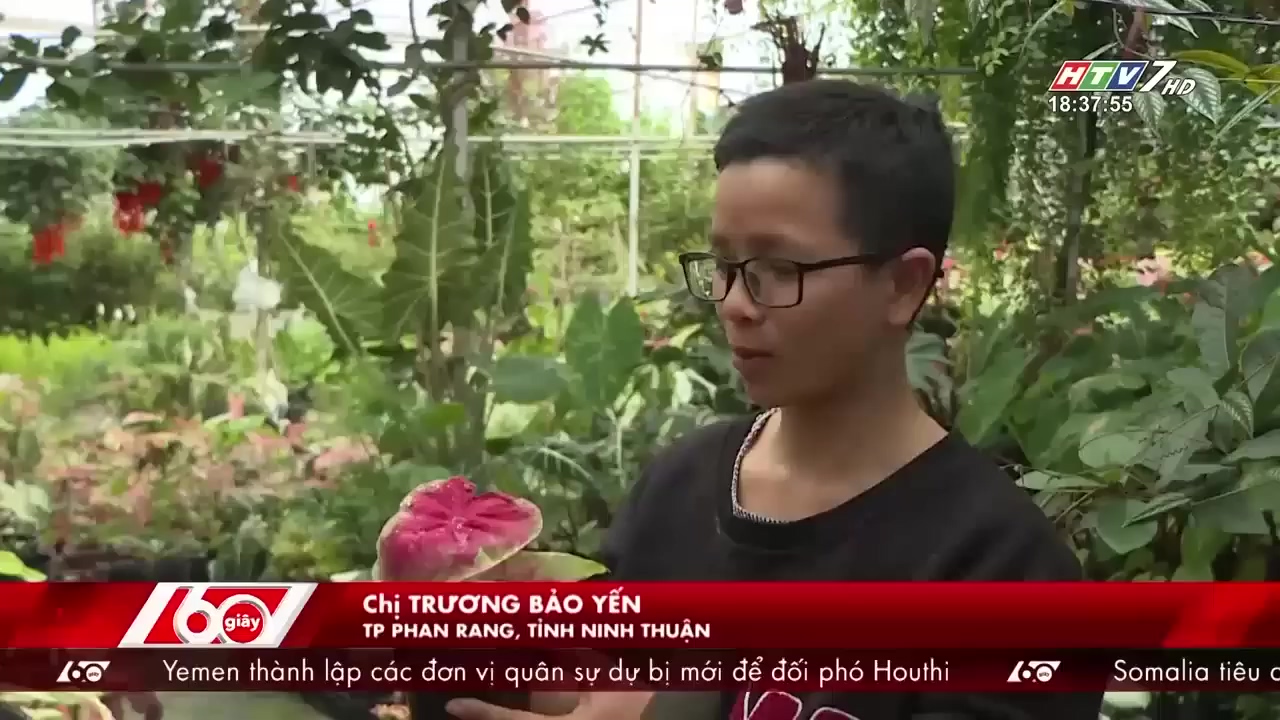 HTV7 HD
18:37:55
60 giây
Chị TRƯƠNG BẢO YẾN
TP PHAN RANG, TỈNH NINH THUẬN
60 giây Yemen thành lập các đơn vị quân sự dự bị mới để đối phó Houthi 60 giây Somalia tiêu